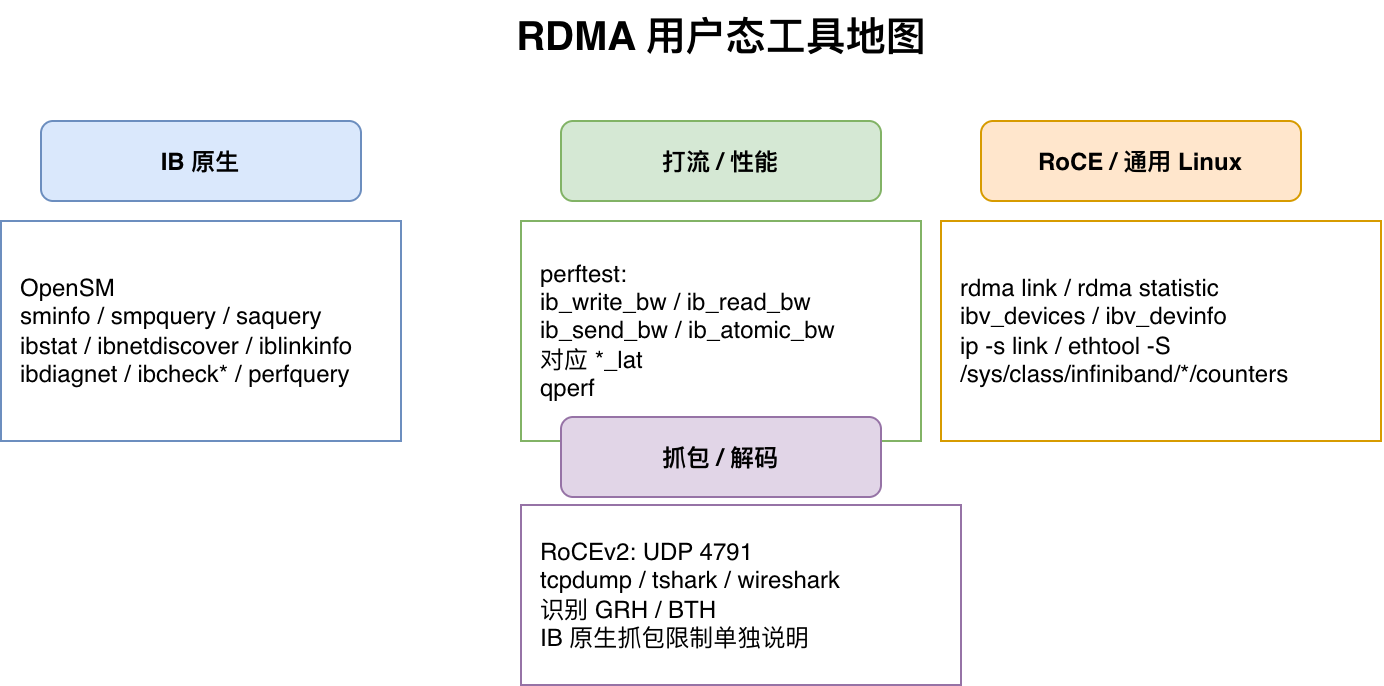 RDMA 用户态工具地图
IB 原生
OpenSM
sminfo / smpquery / saquery
ibstat / ibnetdiscover / iblinkinfo
ibdiagnet / ibcheck* / perfquery
打流 / 性能
perftest:
ib_write_bw / ib_read_bw
ib_send_bw / ib_atomic_bw
对应 *_lat
qperf
RoCE / 通用 Linux
rdma link / rdma statistic
ibv_devices / ibv_devinfo
ip -s link / ethtool -S
/sys/class/infiniband/*/counters
抓包 / 解码
RoCEv2: UDP 4791
tcpdump / tshark / wireshark
识别 GRH / BTH
IB 原生抓包限制单独说明